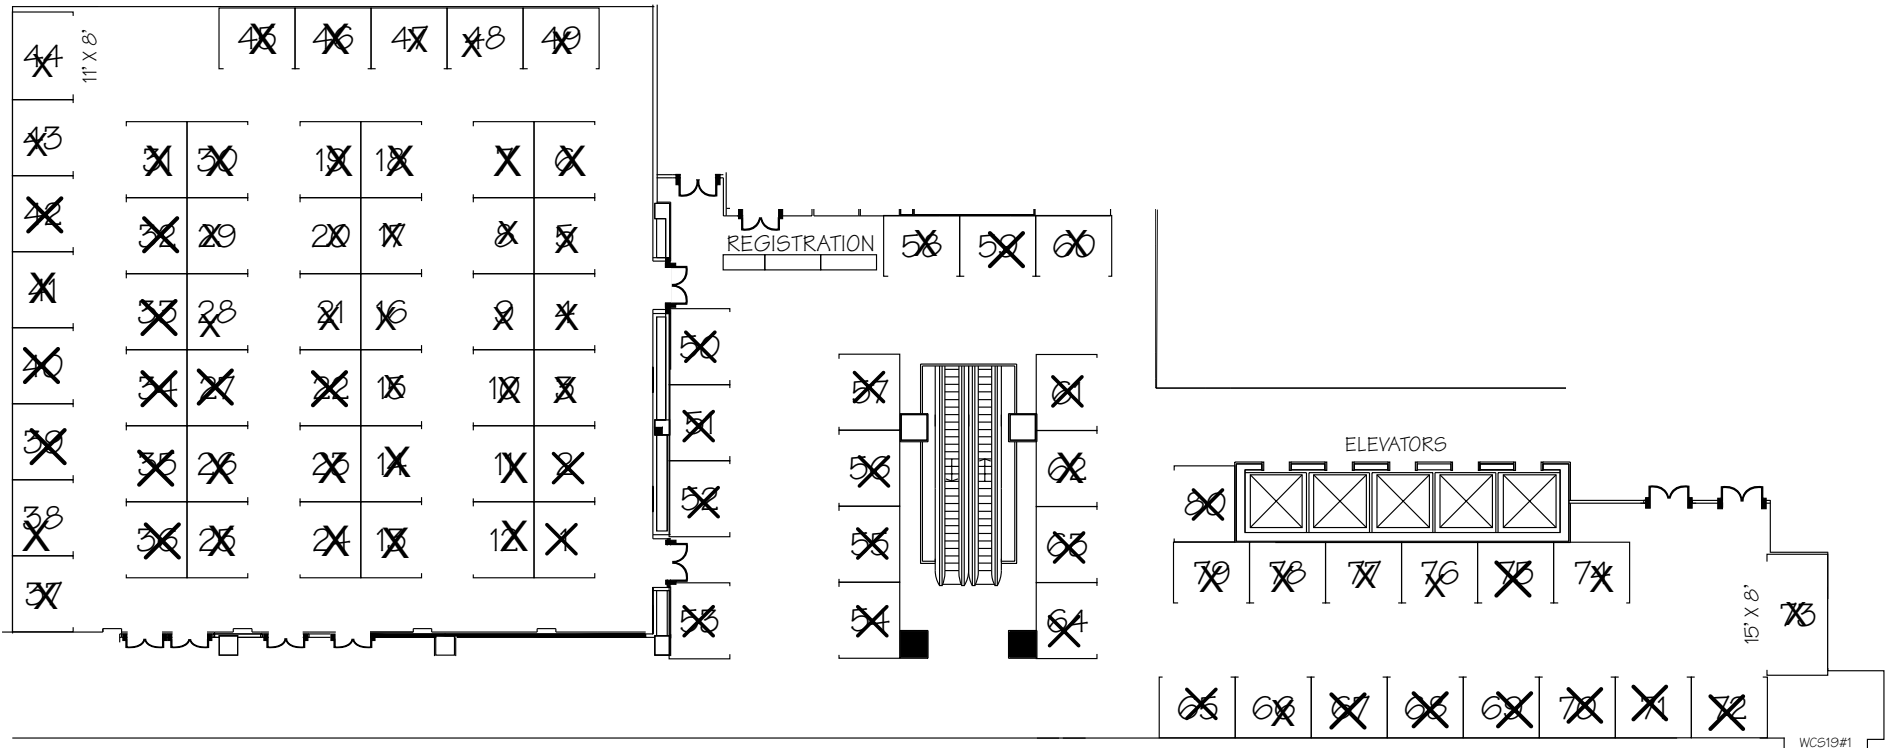 44 11' X 8' 45 46 47 48 49
43 31 30 19 18 7 6
42 32 29 20 17 8 5
REGISTRATION 58 59 60
41 33 28 21 16 9 4
50
40 34 27 22 15 10 3
57 61
51
ELEVATORS
39 35 26 23 14 11 2
56 62
52 80
38 36 25 24 13 12 1
55 63
79 78 77 76 75 74
37
53 54 64
15' X 8' 73
65 66 67 68 69 70 71 72
WCS19#1